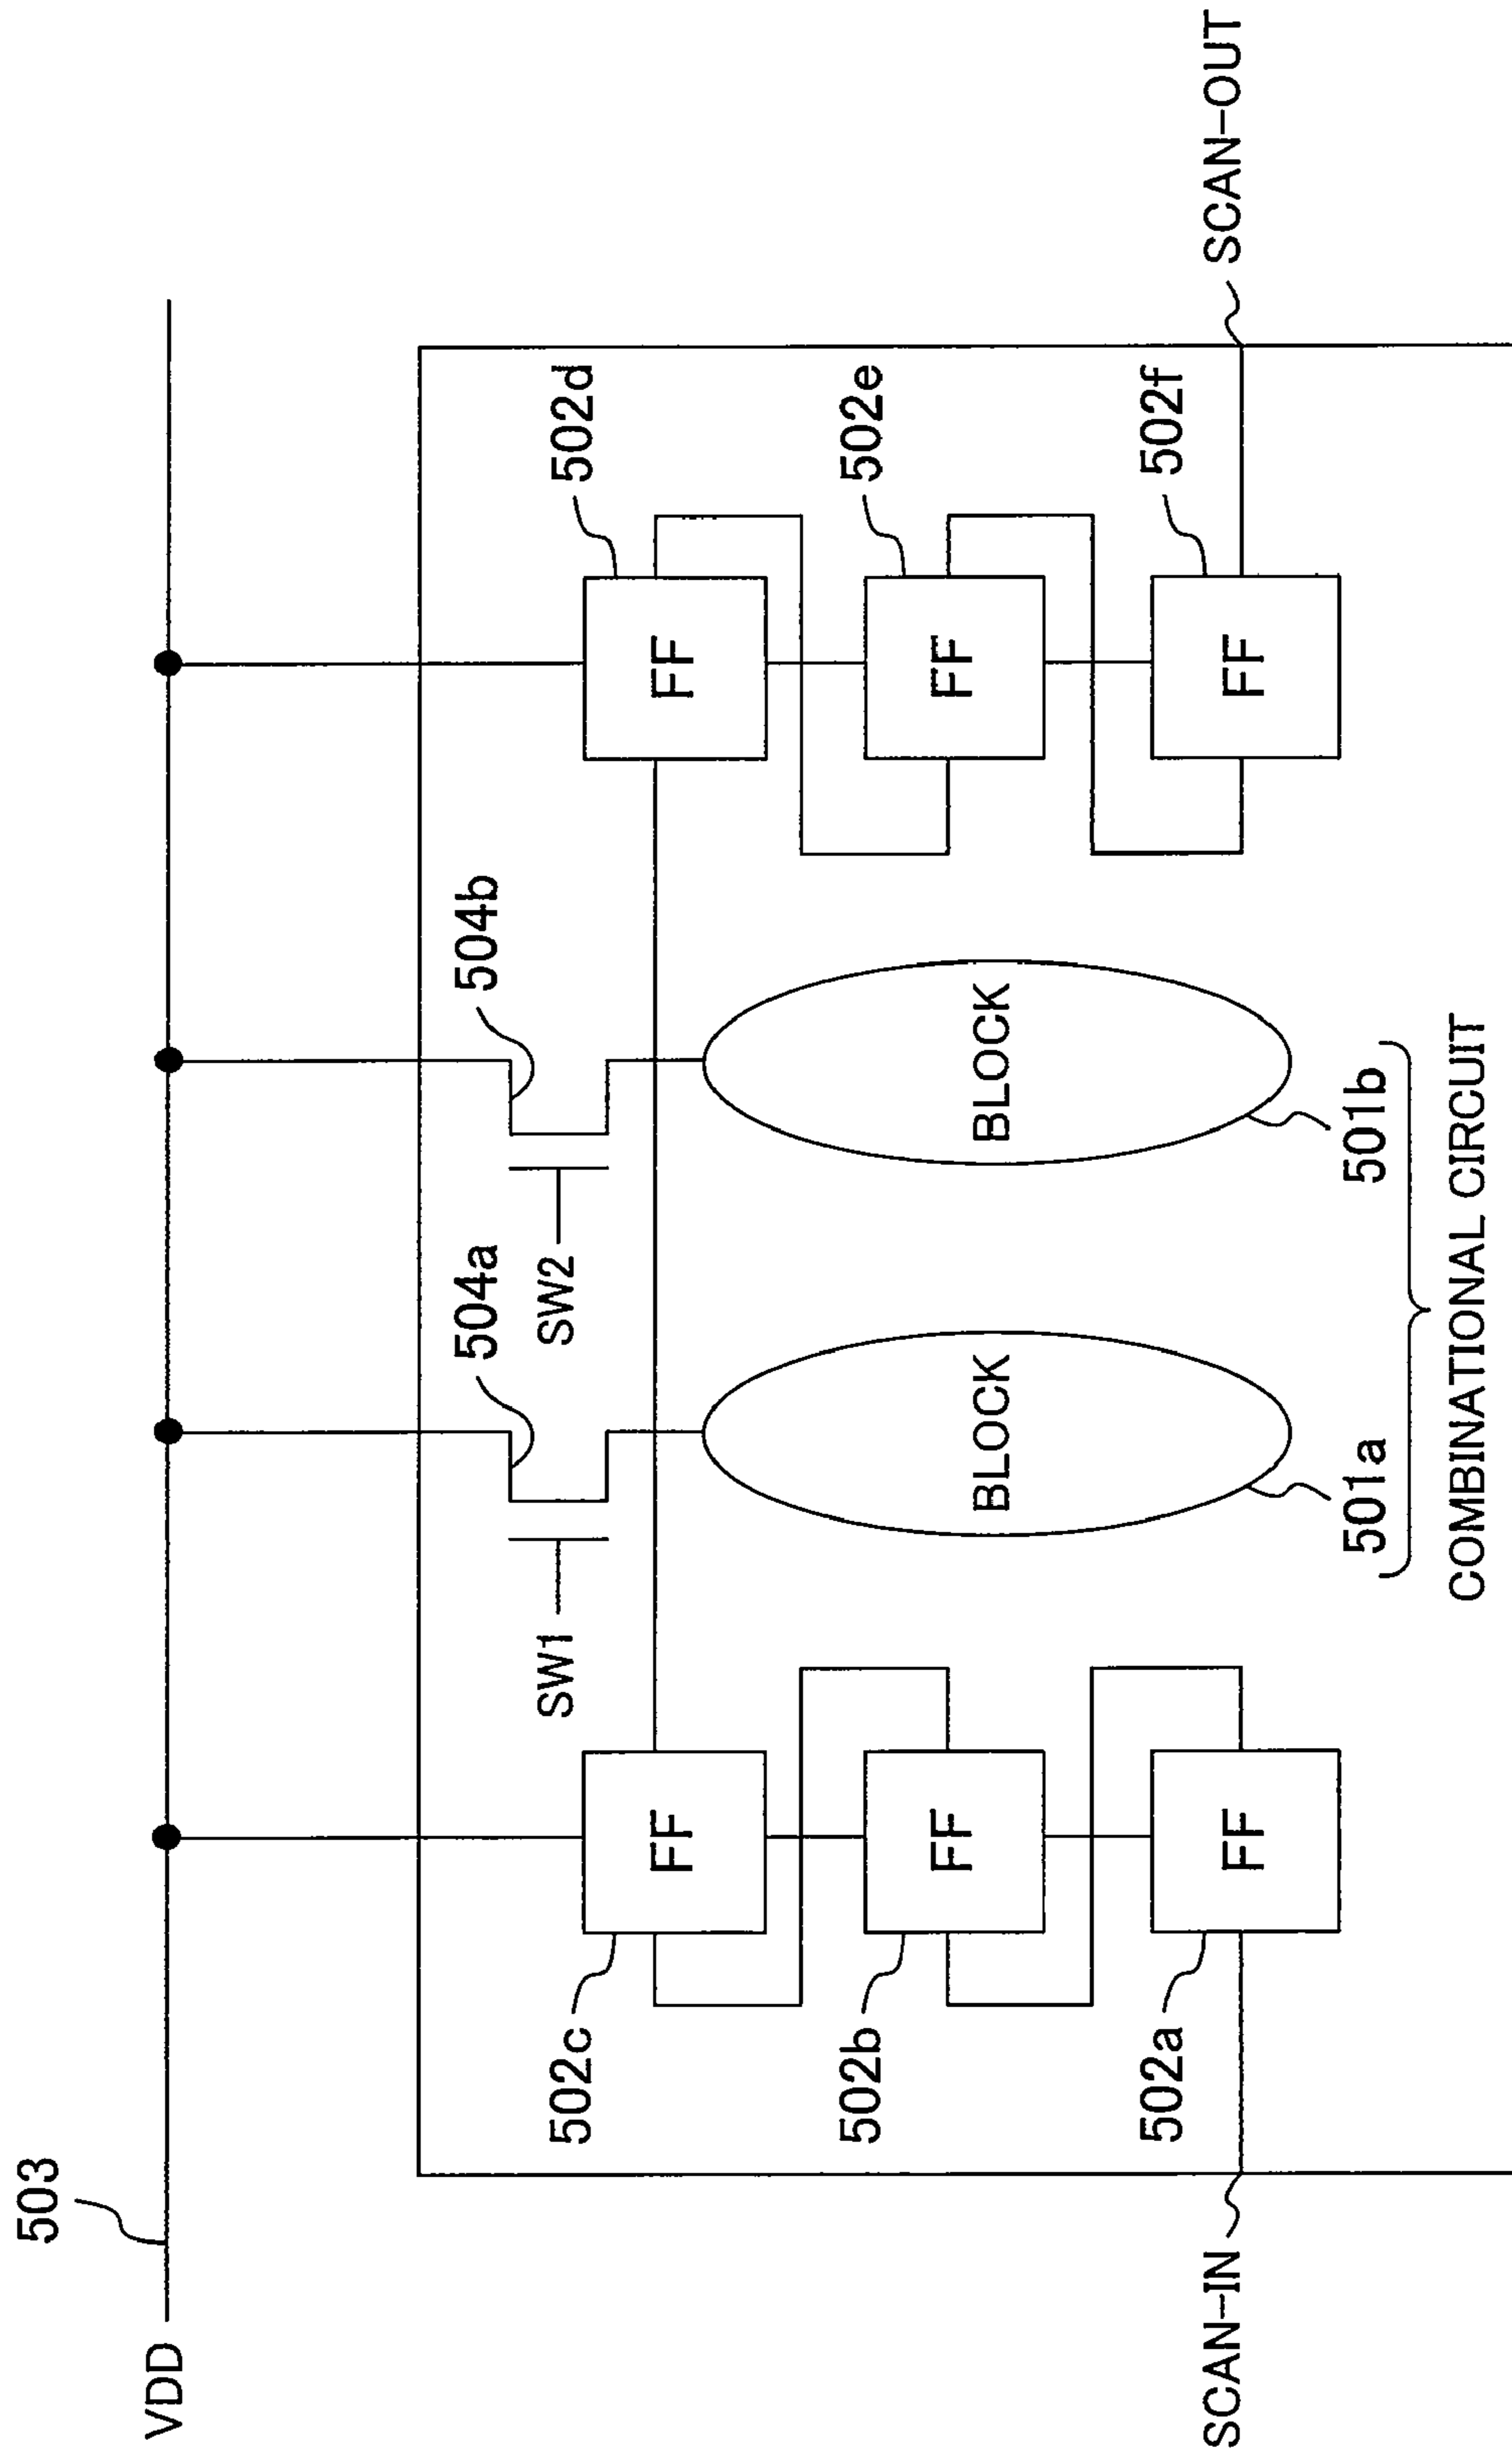 503
VDD
504a
504b
SW1
SW2
502c
FF
FF
502d
502b
FF
BLOCK
BLOCK
FF
502e
502a
FF
FF
502f
SCAN-IN
SCAN-OUT
501a
501b
COMBINATIONAL CIRCUIT